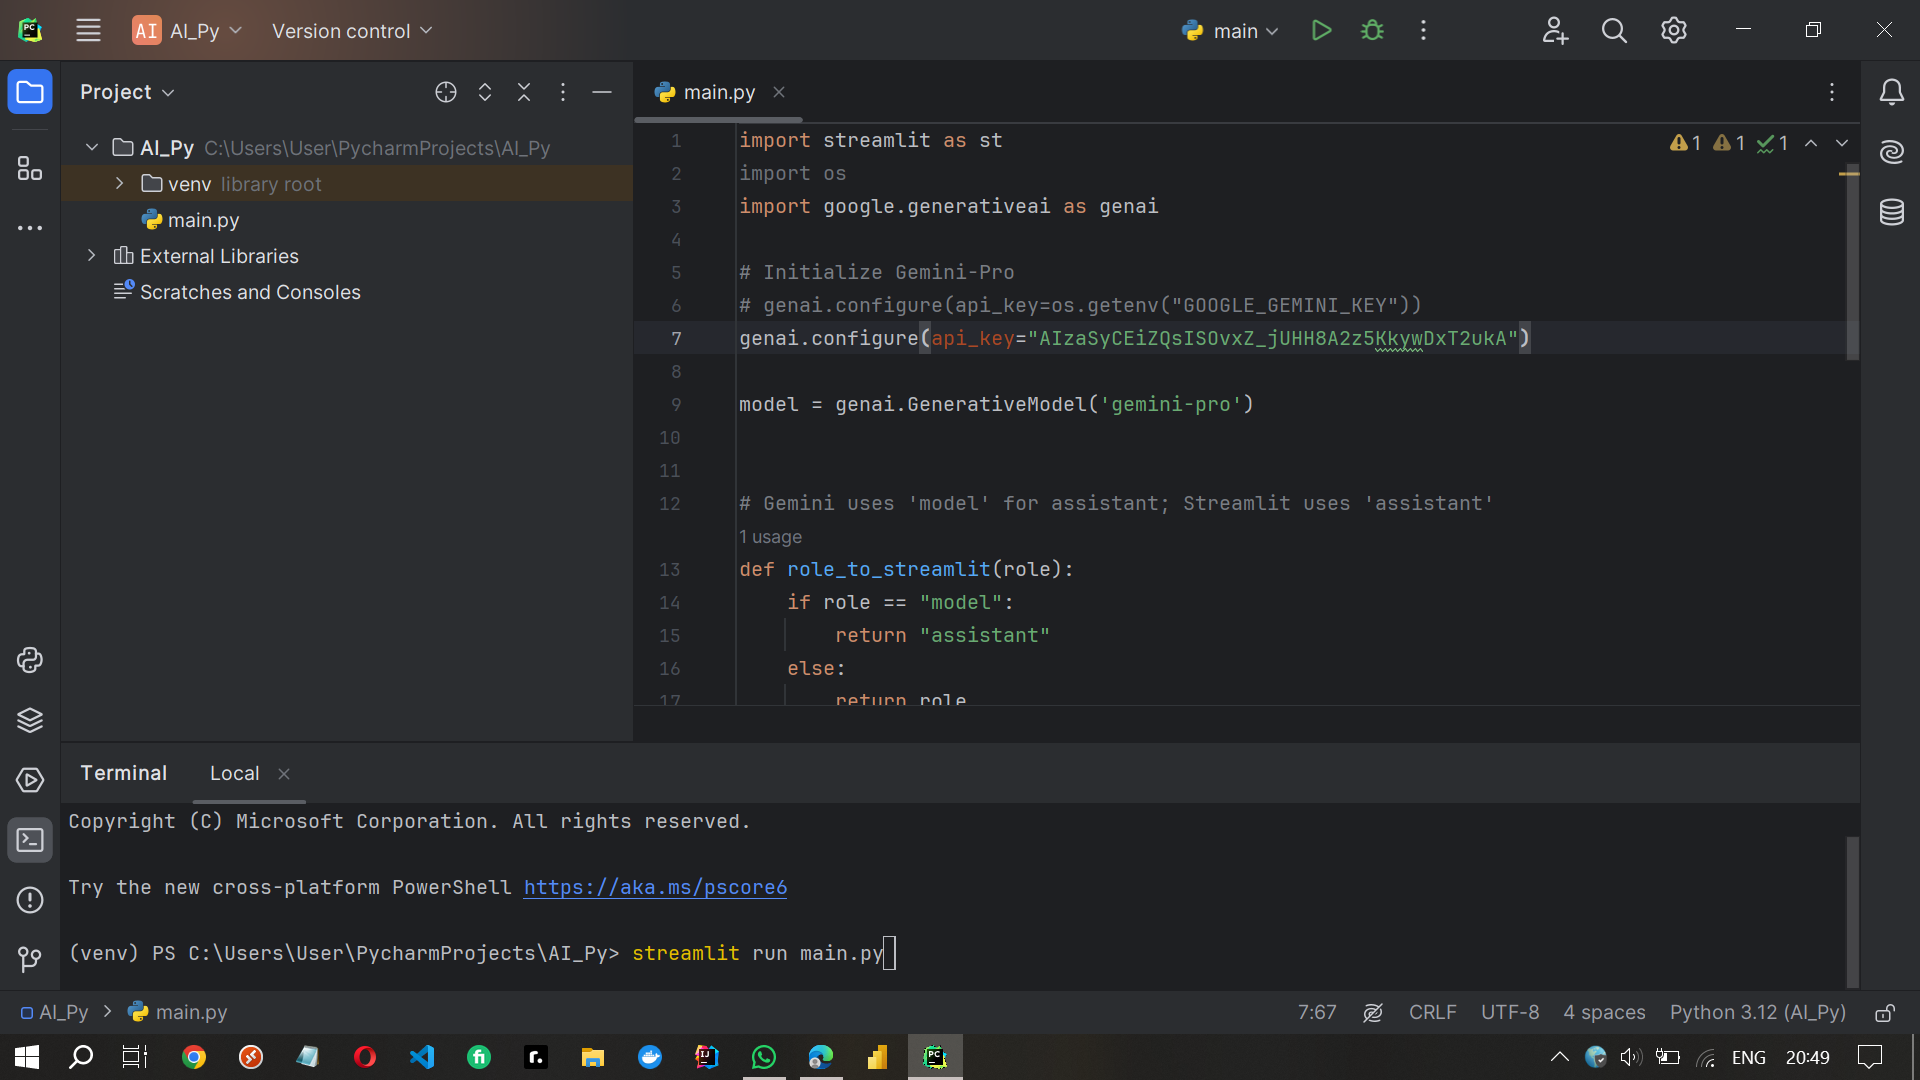 AI AI_Py Version control main
Project
main.py
AI_Py C:\Users\User\PycharmProjects\AI_Py
venv library root
main.py
External Libraries
Scratches and Consoles
1 1 1
1 import streamlit as st
2 import os
3 import google.generativeai as genai
4
5 # Initialize Gemini-Pro
6 # genai.configure(api_key=os.getenv("GOOGLE_GEMINI_KEY"))
7 genai.configure(api_key="AIzaSyCEiZQsISOvxZ_jUHH8A2z5KkywDxT2ukA")
8
9 model = genai.GenerativeModel('gemini-pro')
10
11
12 # Gemini uses 'model' for assistant; Streamlit uses 'assistant'
1 usage
13 def role_to_streamlit(role):
14 if role == "model":
15 return "assistant"
16 else:
17 return role
Terminal Local
Copyright (C) Microsoft Corporation. All rights reserved.
Try the new cross-platform PowerShell https://aka.ms/pscore6
(venv) PS C:\Users\User\PycharmProjects\AI_Py> streamlit run main.py
AI_Py main.py 7:67 CRLF UTF-8 4 spaces Python 3.12 (AI_Py)
ENG 20:49